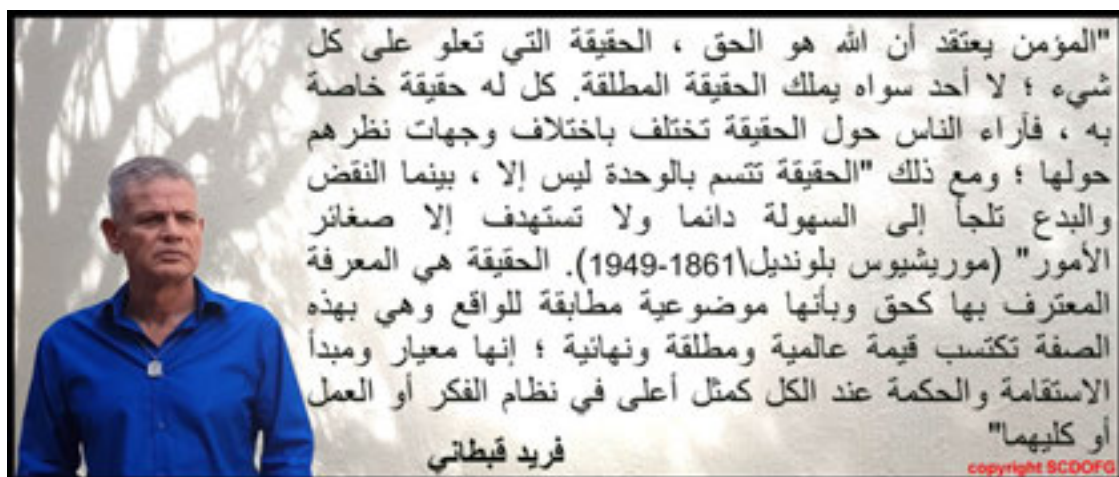 "المؤمن يعتقد أن الله هو الحق ، الحقيقة التي تعلو على كل
شيء ؛ لا أحد سواه يملك الحقيقة المطلقة. كل له حقيقة خاصة
به ، فآراء الناس حول الحقيقة تختلف باختلاف وجهات نظرهم
حولها ؛ ومع ذلك "الحقيقة تتسم بالوحدة ليس إلا ، بينما النقض
والبدع تلجأ إلى السهولة دائما ولا تستهدف إلا صغائر
الأمور" (موريشيوس بلونديل\1861-1949). الحقيقة هي المعرفة
المعترف بها كحق وبأنها موضوعية مطابقة للواقع وهي بهذه
الصفة تكتسب قيمة عالمية ومطلقة ونهائية ؛ إنها معيار ومبدأ
الاستقامة والحكمة عند الكل كمثل أعلى في نظام الفكر أو العمل
أو كليهما"
فريد قبطاني
copyright SCDOFG